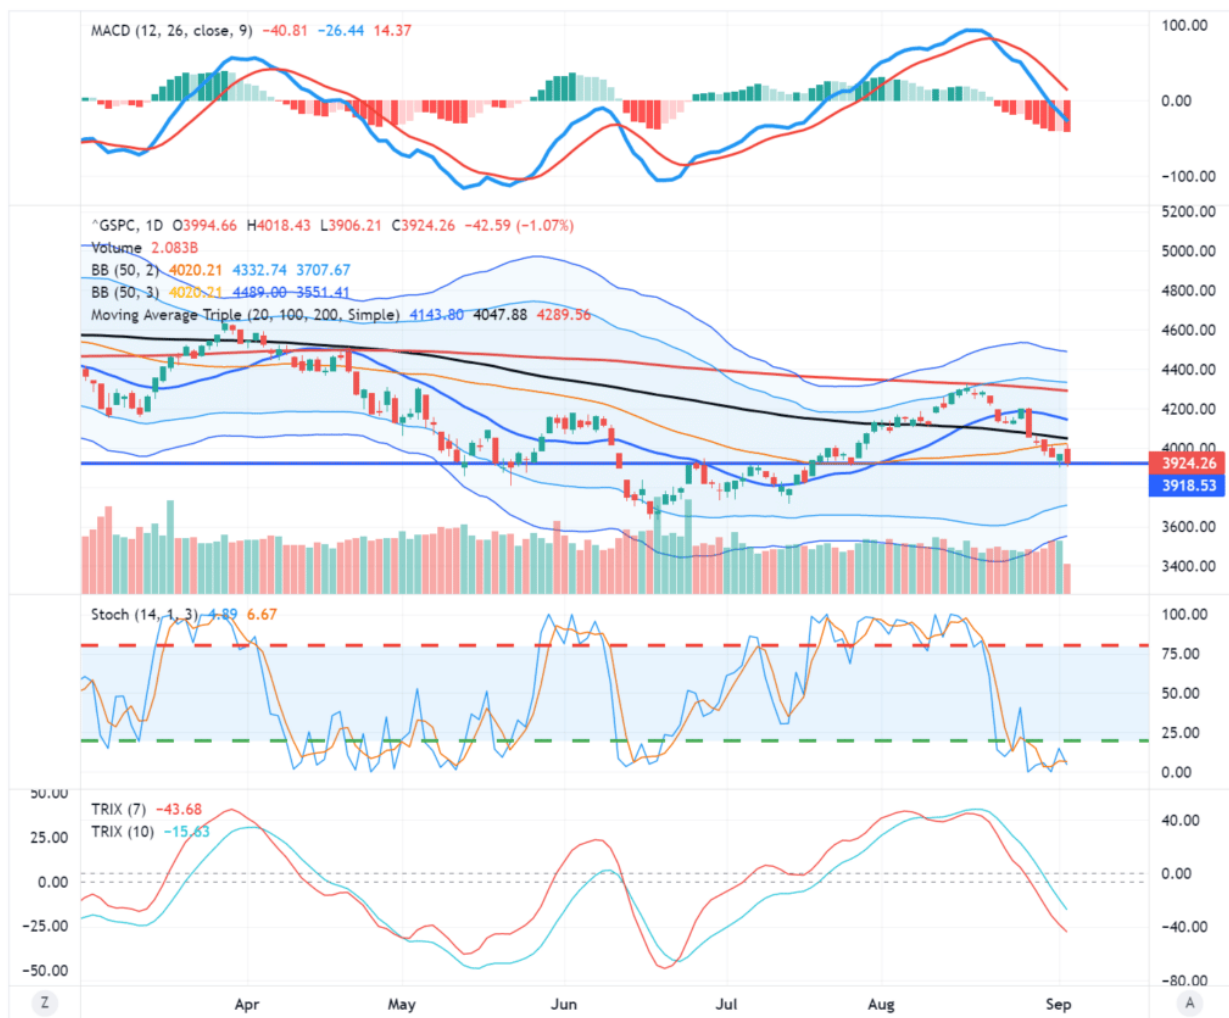 MACD (12, 26, close, 9) −40.81 −26.44 14.37
100.00
0.00
−100.00
^GSPC, 1D O3994.66 H4018.43 L3906.21 C3924.26 −42.59 (−1.07%)
Volume 2.083B
BB (50, 2) 4020.21 4332.74 3707.67
BB (50, 3) 4020.21 4489.00 3551.41
Moving Average Triple (20, 100, 200, Simple) 4143.80 4047.88 4289.56
5200.00
5000.00
4800.00
4600.00
4400.00
4200.00
4000.00
3924.26
3918.53
3600.00
3400.00
Stoch (14, 1, 3) 4.89 6.67
100.00
75.00
50.00
25.00
0.00
TRIX (7) −43.68
TRIX (10) −15.63
50.00
25.00
0.00
−25.00
−50.00
40.00
0.00
−40.00
−80.00
Z Apr May Jun Jul Aug Sep A